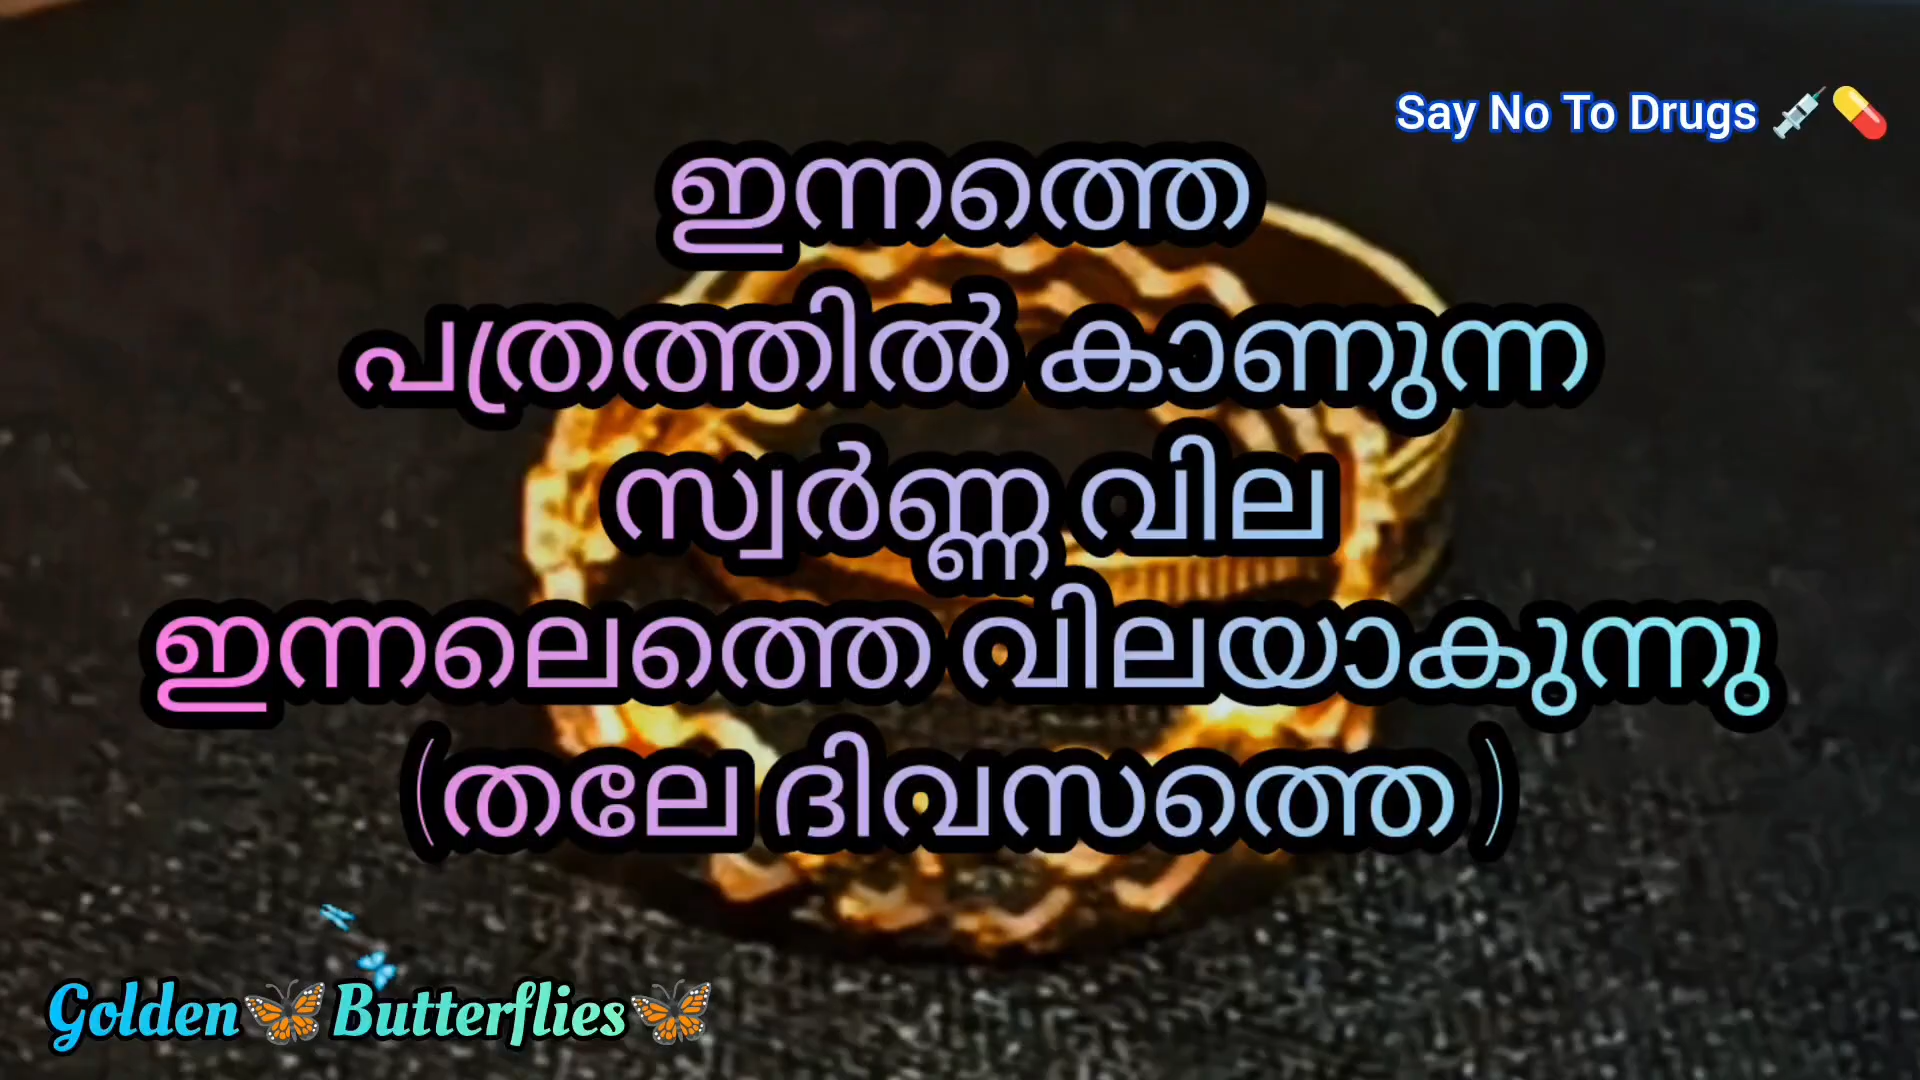 Say No To Drugs 💉💊
ഇന്നത്തെ
പത്രത്തിൽ കാണുന്ന
സ്വർണ്ണ വില
ഇന്നലെത്തെ വിലയാകുന്നു
(തലേ ദിവസത്തെ)
Golden🦋Butterflies🦋